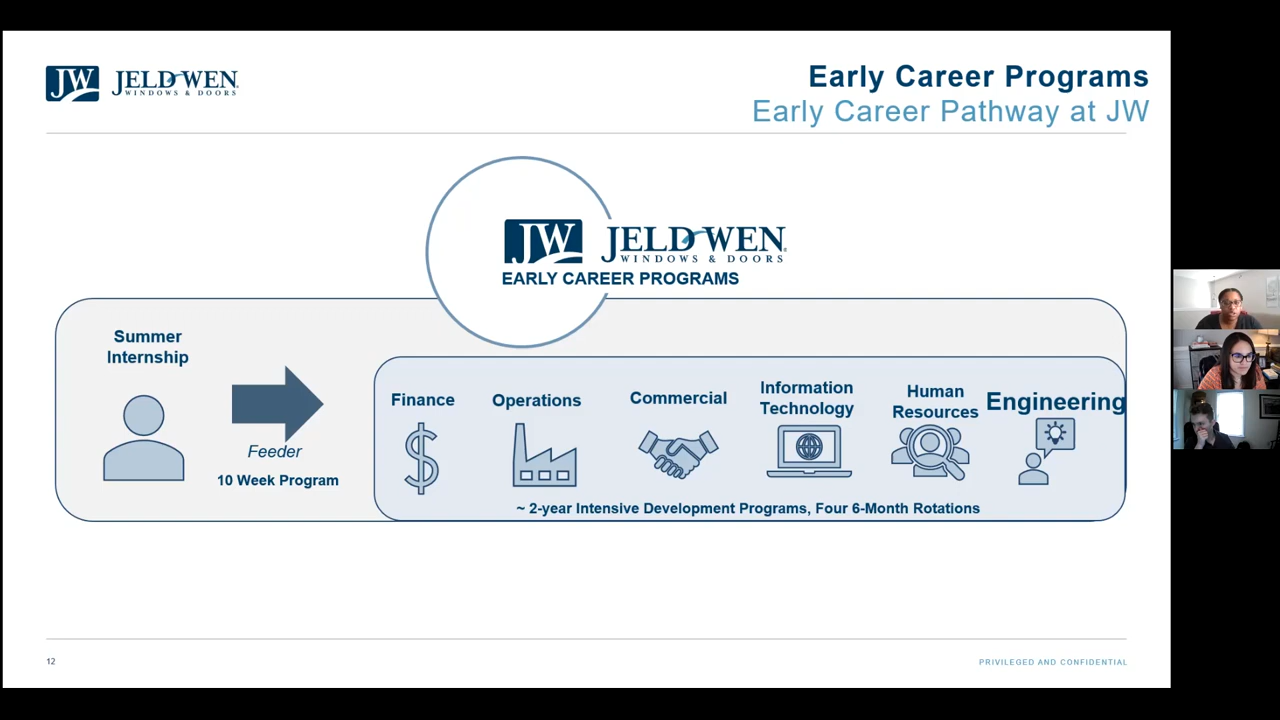 JW JELD-WEN
WINDOWS & DOORS
Early Career Programs
Early Career Pathway at JW
JW JELD-WEN
WINDOWS & DOORS
EARLY CAREER PROGRAMS
Summer
Internship
Feeder
10 Week Program
Finance
Operations
Commercial
Information
Technology
Human
Resources
Engineering
~ 2-year Intensive Development Programs, Four 6-Month Rotations
12
PRIVILEGED AND CONFIDENTIAL